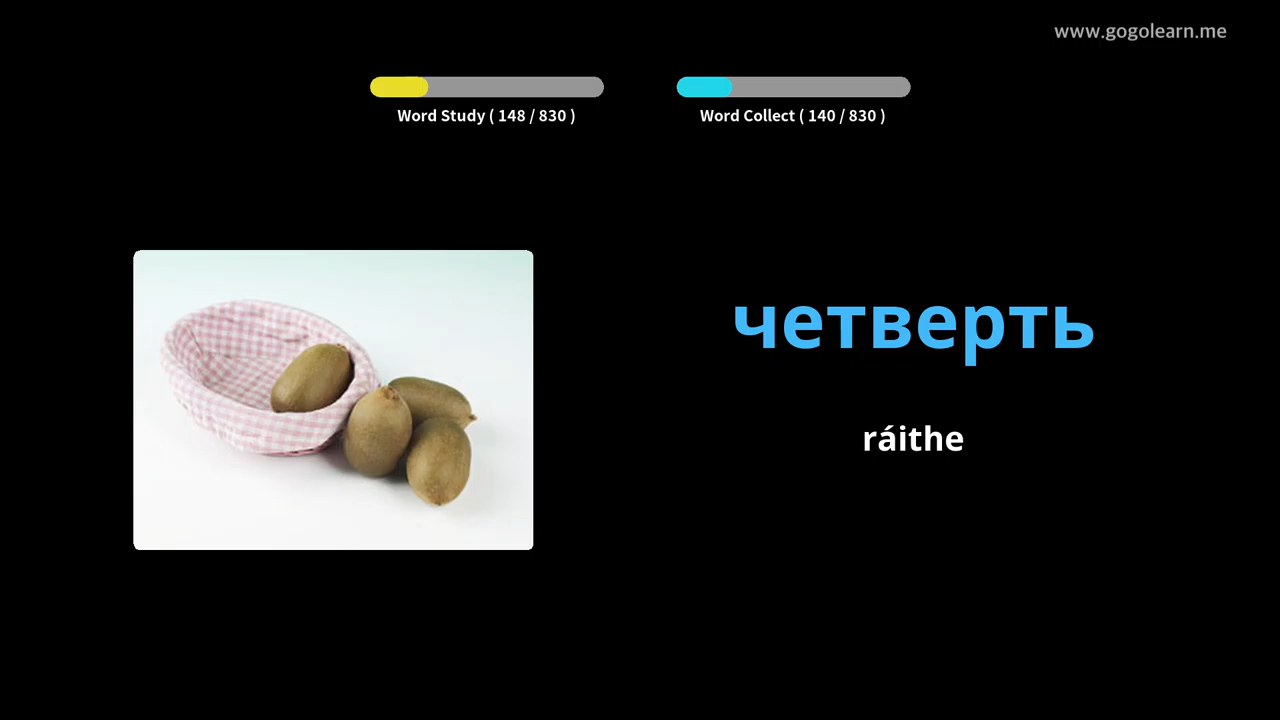 www.gogolearn.me
Word Study ( 148 / 830 )
Word Collect ( 140 / 830 )
четверть
ráithe